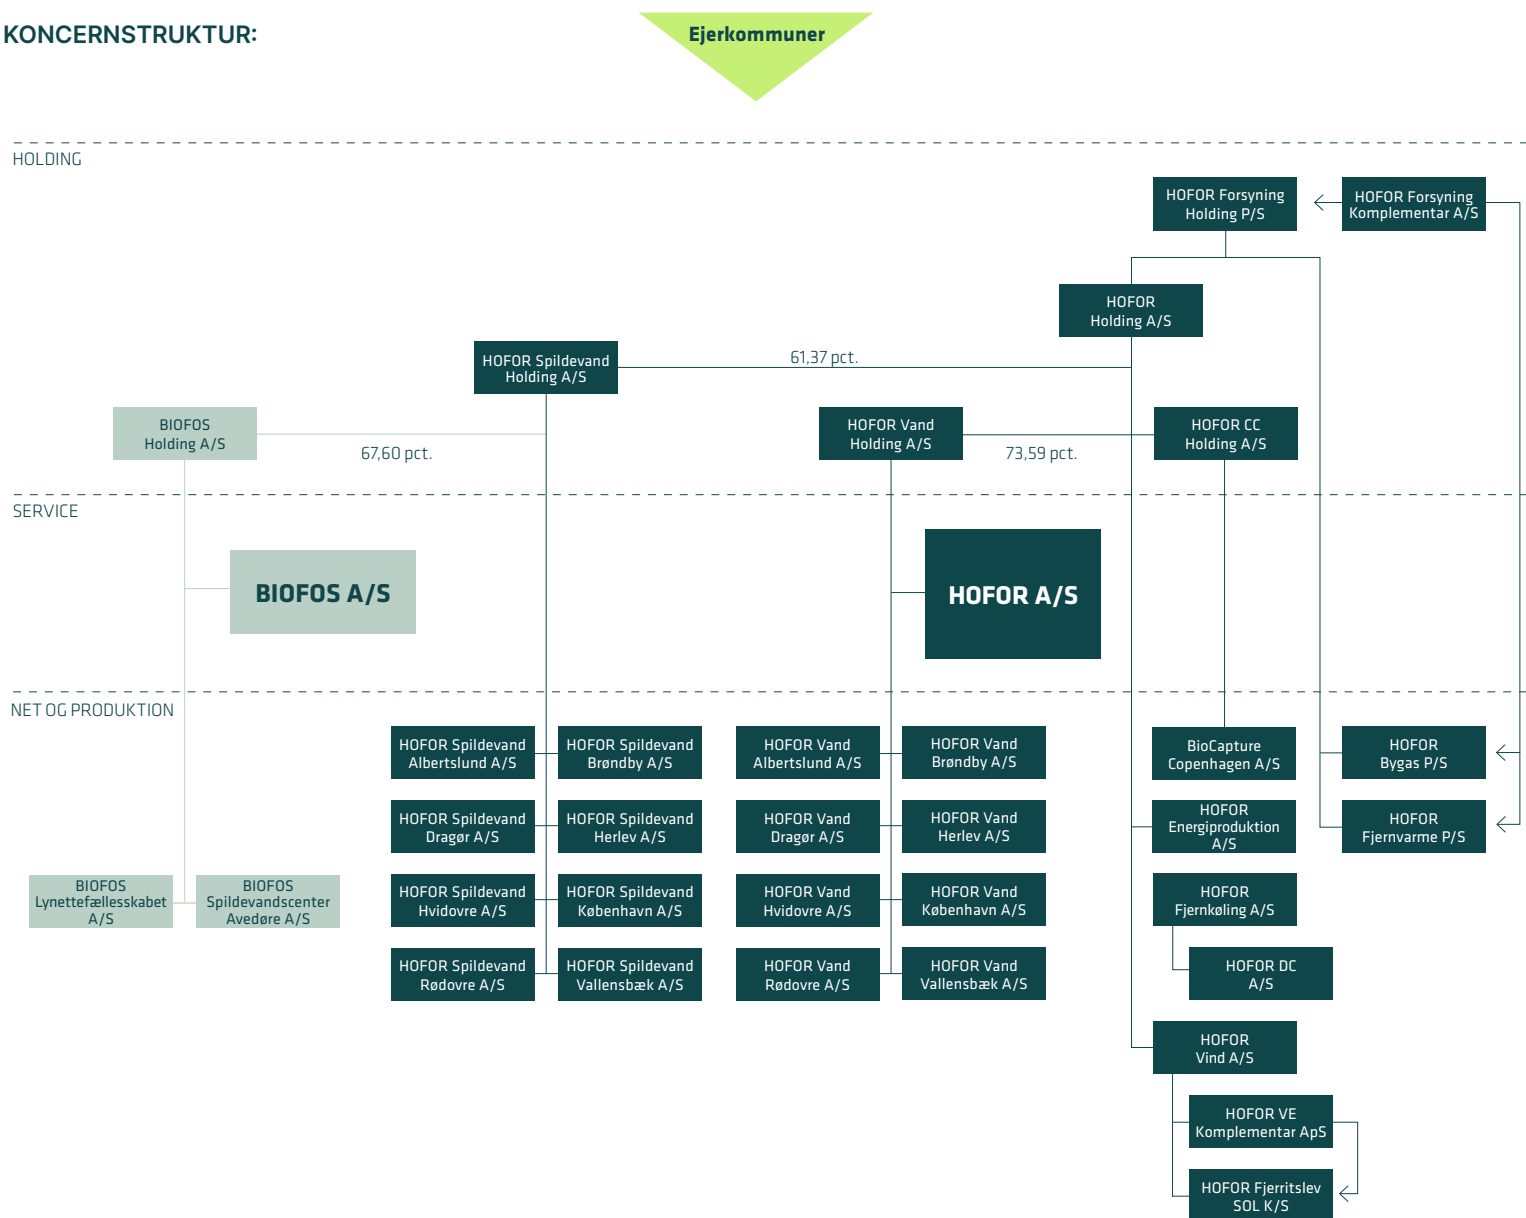 KONCERNSTRUKTUR:
Ejerkommuner
HOLDING
HOFOR Forsyning
Holding P/S
HOFOR Forsyning
Komplementar A/S
HOFOR
Holding A/S
HOFOR Spildevand
Holding A/S
61,37 pct.
BIOFOS
Holding A/S
67,60 pct.
HOFOR Vand
Holding A/S
73,59 pct.
HOFOR CC
Holding A/S
SERVICE
BIOFOS A/S
HOFOR A/S
NET OG PRODUKTION
HOFOR Spildevand
Albertslund A/S
HOFOR Spildevand
Brøndby A/S
HOFOR Vand
Albertslund A/S
HOFOR Vand
Brøndby A/S
BioCapture
Copenhagen A/S
HOFOR
Bygas P/S
HOFOR Spildevand
Dragør A/S
HOFOR Spildevand
Herlev A/S
HOFOR Vand
Dragør A/S
HOFOR Vand
Herlev A/S
HOFOR
Energiproduktion
A/S
HOFOR
Fjernvarme P/S
BIOFOS
Lynettefællesskabet
A/S
BIOFOS
Spildevandscenter
Avedøre A/S
HOFOR Spildevand
Hvidovre A/S
HOFOR Spildevand
København A/S
HOFOR Vand
Hvidovre A/S
HOFOR Vand
København A/S
HOFOR
Fjernkøling A/S
HOFOR Spildevand
Rødovre A/S
HOFOR Spildevand
Vallensbæk A/S
HOFOR Vand
Rødovre A/S
HOFOR Vand
Vallensbæk A/S
HOFOR DC
A/S
HOFOR
Vind A/S
HOFOR VE
Komplementar ApS
HOFOR Fjerritslev
SOL K/S